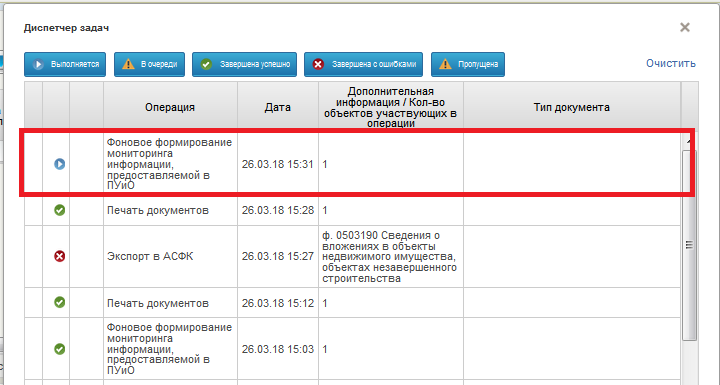 Диспетчер задач
Выполняется
В очереди
Завершена успешно
Завершена с ошибками
Пропущена
Очистить
Операция
Дата
Дополнительная
информация / Кол-во
объектов участвующих в
операции
Тип документа
Фоновое формирование
мониторинга
информации,
предоставляемой в
ПУиО
26.03.18 15:31
1
Печать документов
26.03.18 15:28
1
Экспорт в АСФК
26.03.18 15:27
ф. 0503190 Сведения о
вложениях в объекты
недвижимого имущества,
объектах незавершенного
строительства
Печать документов
26.03.18 15:12
1
Фоновое формирование
мониторинга
информации,
предоставляемой в
ПУиО
26.03.18 15:03
1